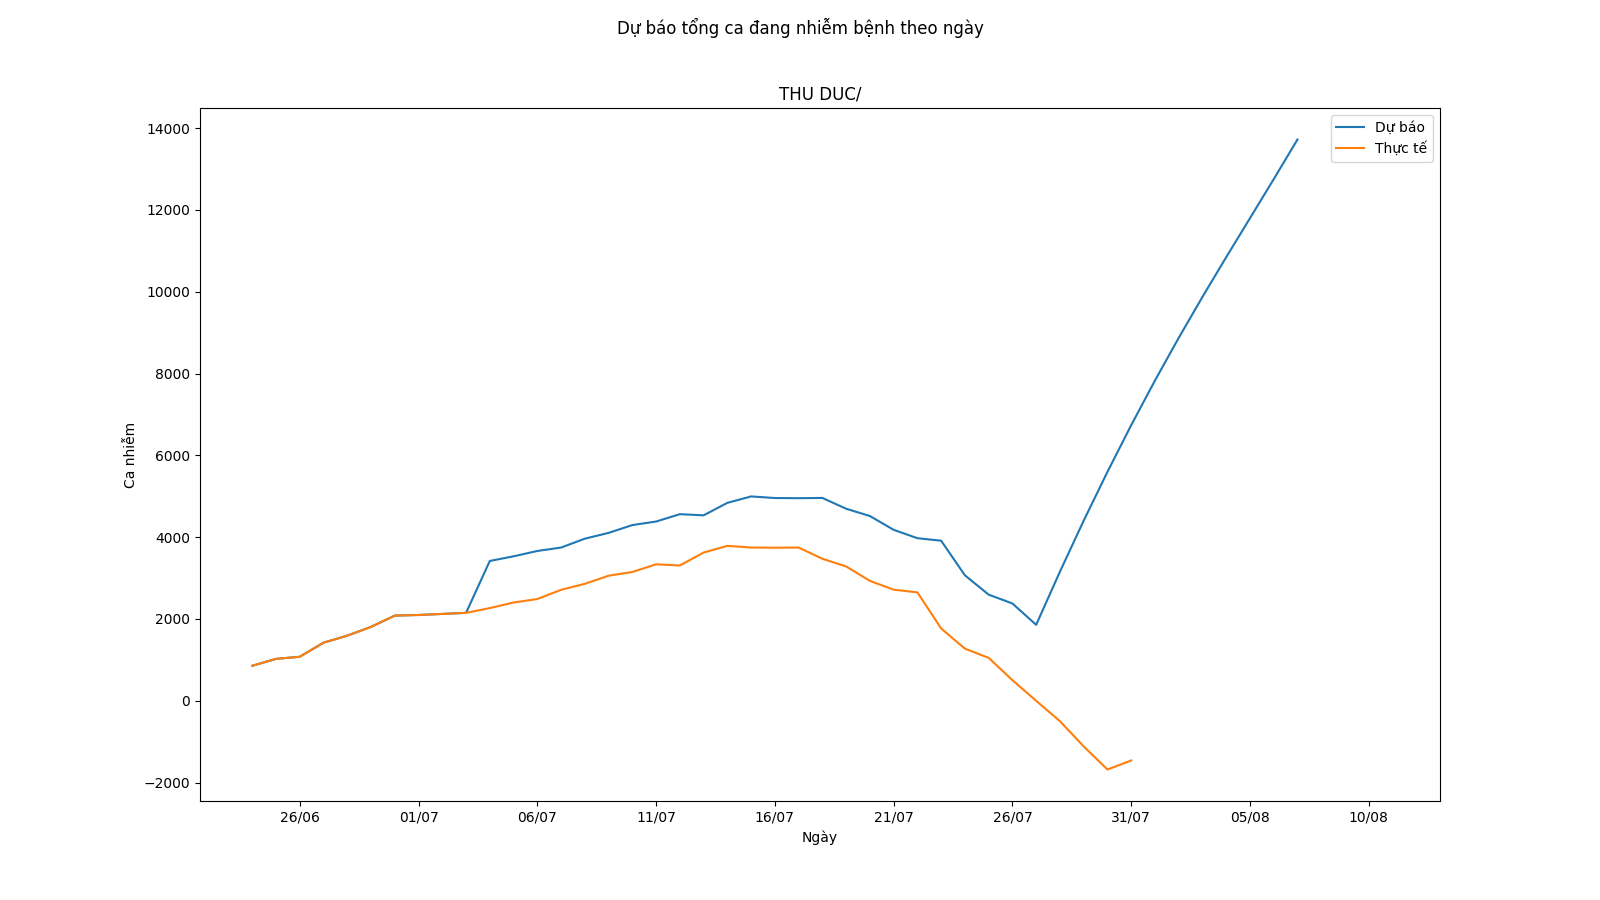 Dự báo tổng ca đang nhiễm bệnh theo ngày
THU DUC/
Dự báo
Thực tế
14000
12000
10000
8000
6000
4000
2000
0
−2000
Ca nhiễm
26/06 01/07 06/07 11/07 16/07 21/07 26/07 31/07 05/08 10/08
Ngày